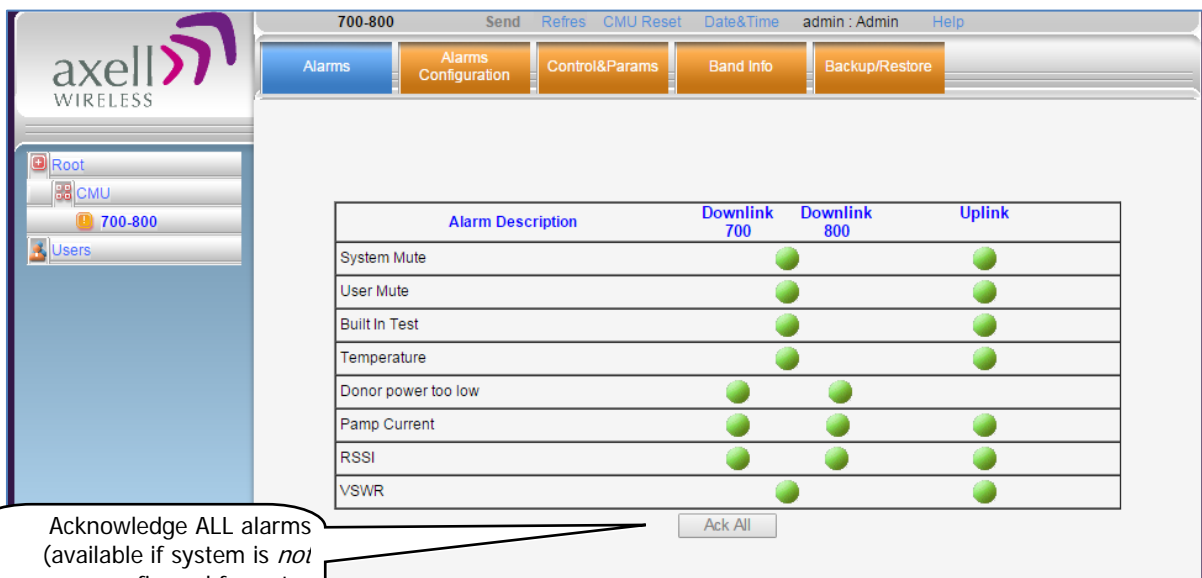 700-800 Send Refres CMU Reset Date&Time admin : Admin Help
axell
WIRELESS
Alarms
Alarms
Configuration
Control&Params
Band Info
Backup/Restore
Root
CMU
700-800
Users
Alarm Description
Downlink
700
Downlink
800
Uplink
System Mute
User Mute
Built In Test
Temperature
Donor power too low
Pamp Current
RSSI
VSWR
Ack All
Acknowledge ALL alarms
(available if system is not